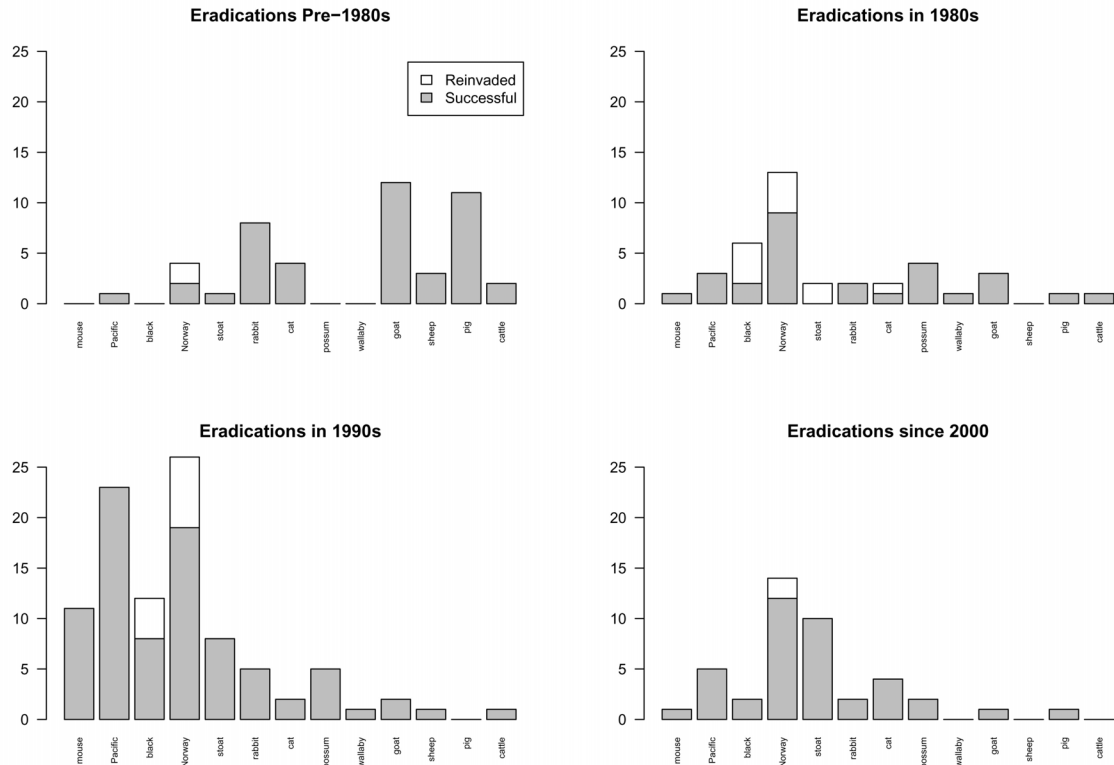 Eradications Pre−1980s
25
20
15
10
5
0
Reinvaded
Successful
mouse
Pacific
black
Norway
stoat
rabbit
cat
possum
wallaby
goat
sheep
pig
cattle
Eradications in 1980s
25
20
15
10
5
0
mouse
Pacific
black
Norway
stoat
rabbit
cat
possum
wallaby
goat
sheep
pig
cattle
Eradications in 1990s
25
20
15
10
5
0
mouse
Pacific
black
Norway
stoat
rabbit
cat
possum
wallaby
goat
sheep
pig
cattle
Eradications since 2000
25
20
15
10
5
0
mouse
Pacific
black
Norway
stoat
rabbit
cat
possum
wallaby
goat
sheep
pig
cattle